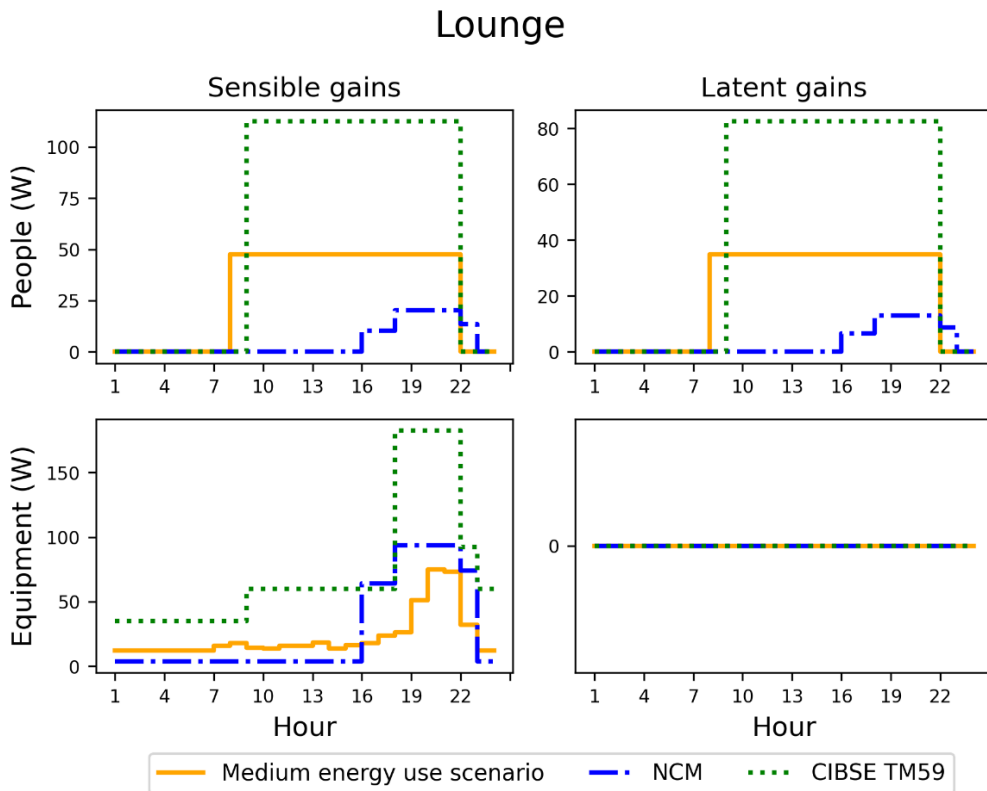 Lounge
Sensible gains
Latent gains
People (W)
100
75
50
25
0
1 4 7 10 13 16 19 22
80
60
40
20
0
1 4 7 10 13 16 19 22
Equipment (W)
150
100
50
0
1 4 7 10 13 16 19 22
Hour
0
1 4 7 10 13 16 19 22
Hour
Medium energy use scenario NCM CIBSE TM59